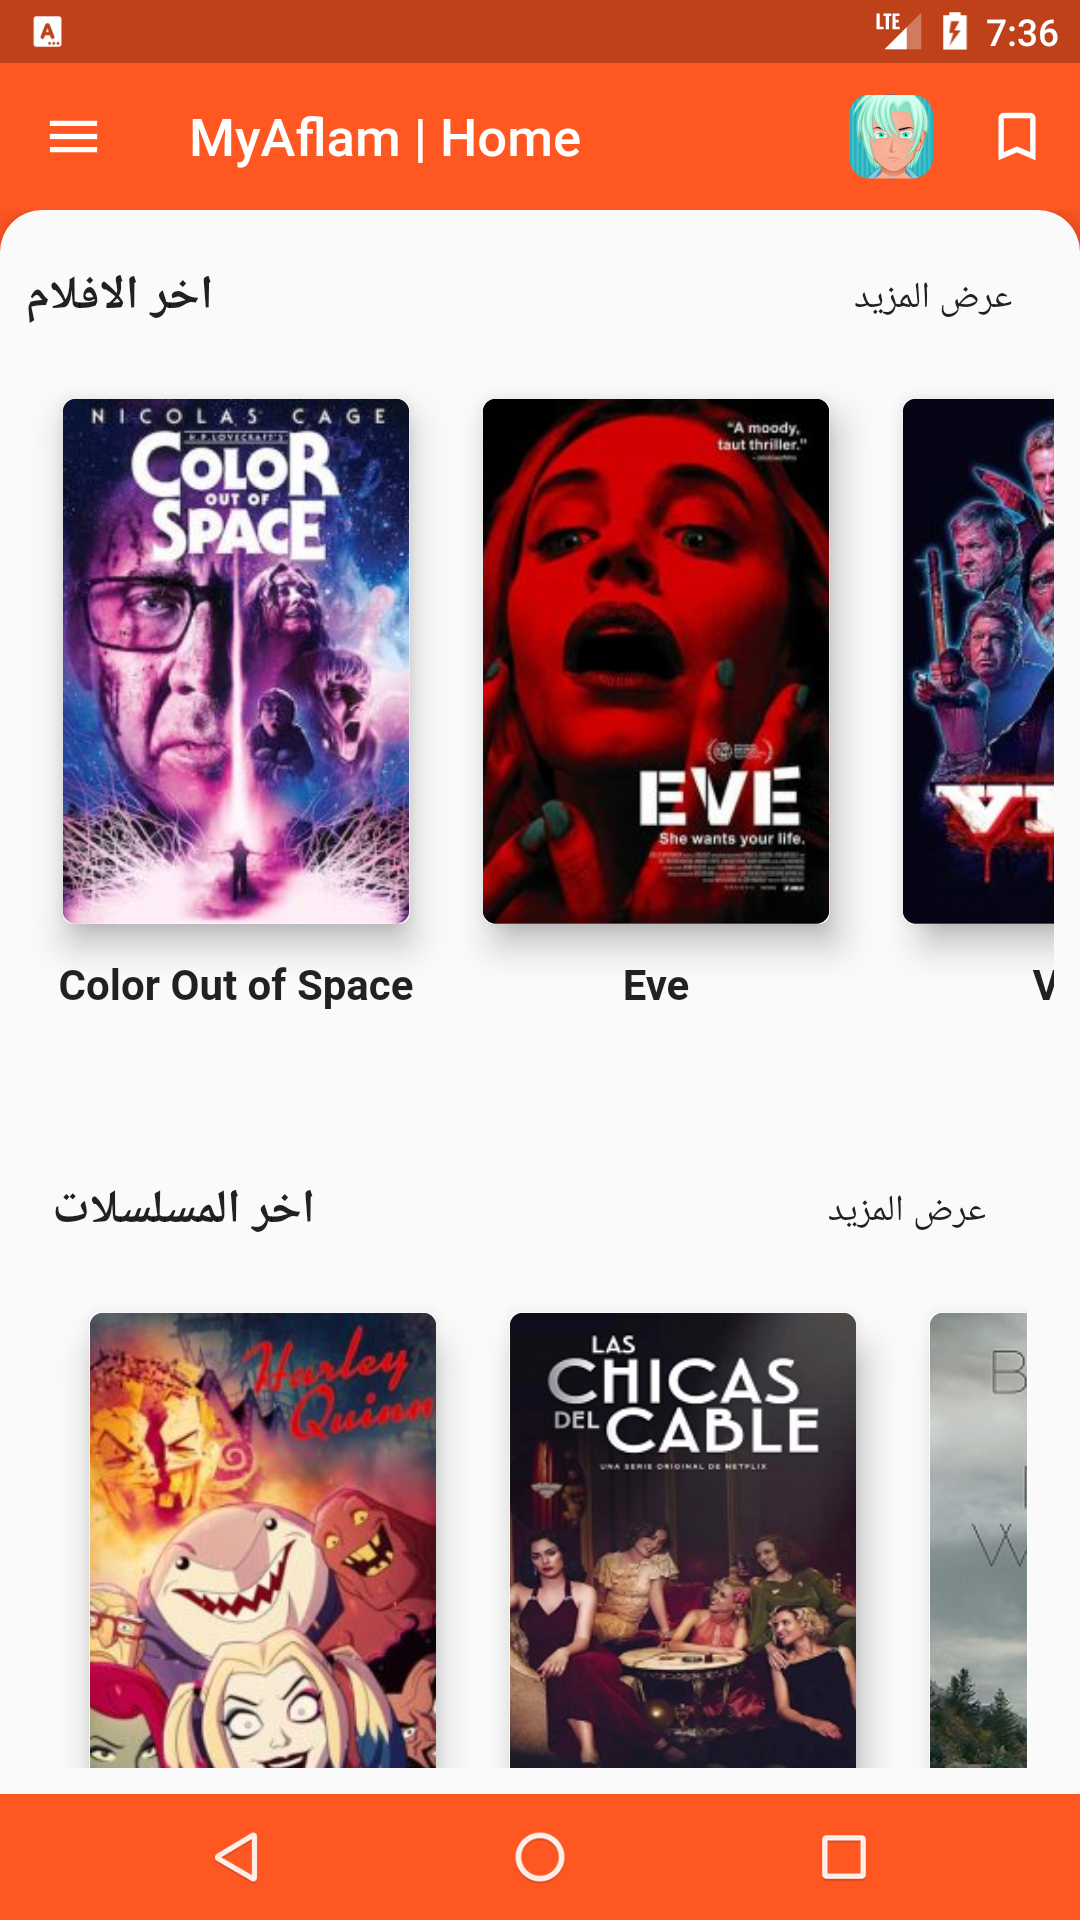 LTE 7:36
MyAflam | Home
اخر الافلام
عرض المزيد
NICOLAS CAGE
H.P. LOVECRAFT'S
COLOR
OUT OF
SPACE
"A moody,
taut thriller."
EVE
She wants your life.
Color Out of Space
Eve
V
اخر المسلسلات
عرض المزيد
Harley
Quinn
LAS
CHICAS
DEL CABLE
UNA SERIE ORIGINAL DE NETFLIX
B
W